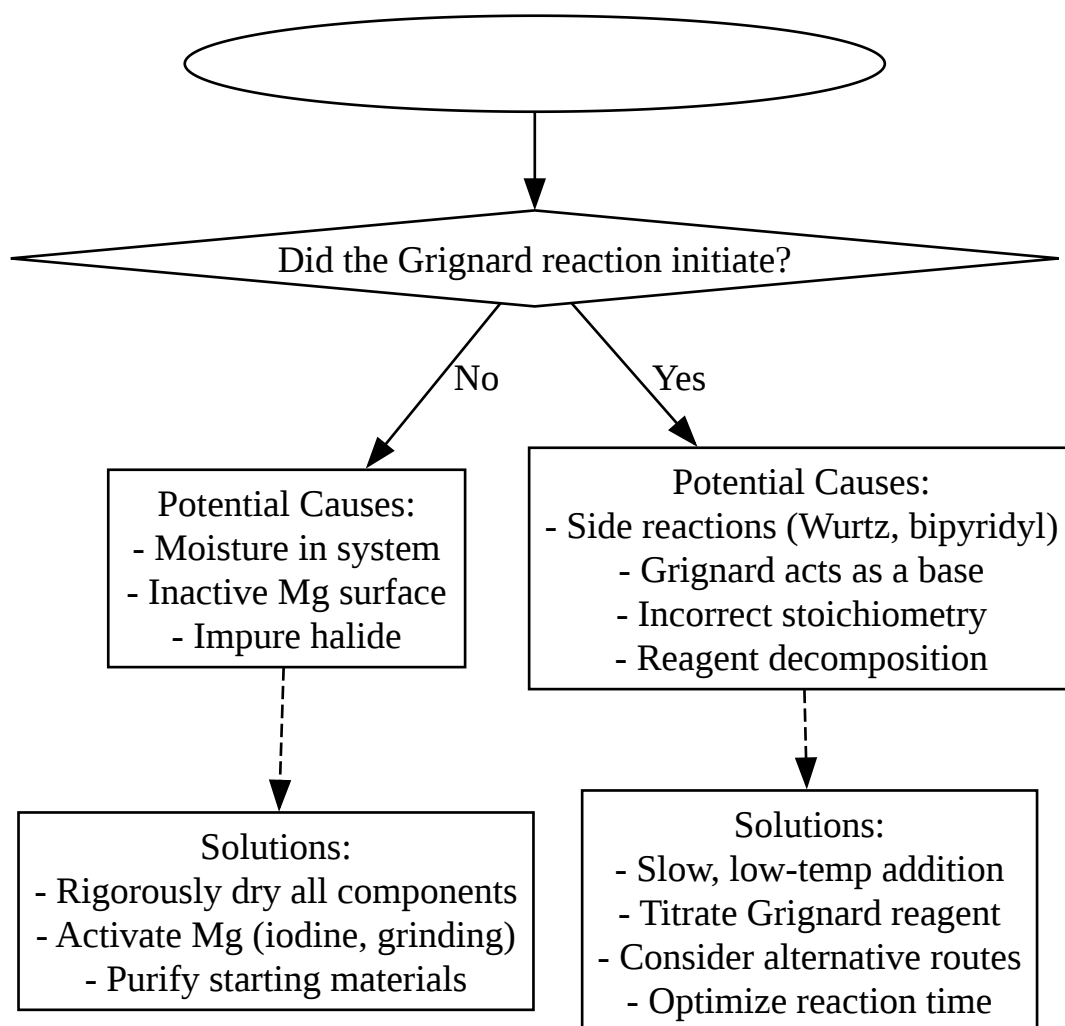 Did the Grignard reaction initiate?
No
Yes
Potential Causes:
- Moisture in system
- Inactive Mg surface
- Impure halide
Potential Causes:
- Side reactions (Wurtz, bipyridyl)
- Grignard acts as a base
- Incorrect stoichiometry
- Reagent decomposition
Solutions:
- Rigorously dry all components
- Activate Mg (iodine, grinding)
- Purify starting materials
Solutions:
- Slow, low-temp addition
- Titrate Grignard reagent
- Consider alternative routes
- Optimize reaction time